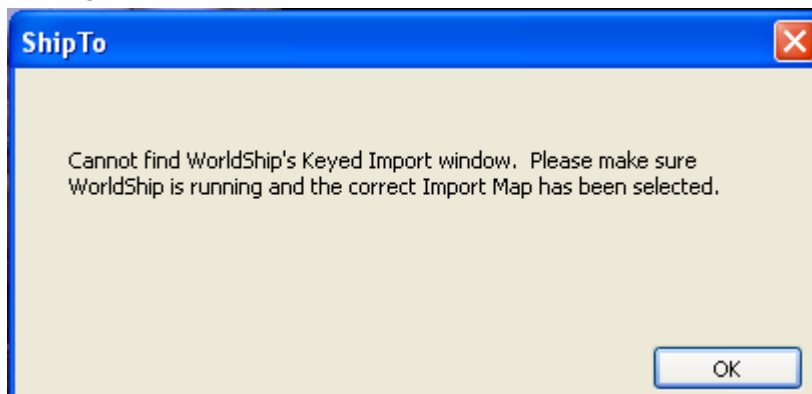 ShipTo
Cannot find WorldShip's Keyed Import window.  Please make sure
WorldShip is running and the correct Import Map has been selected.
OK